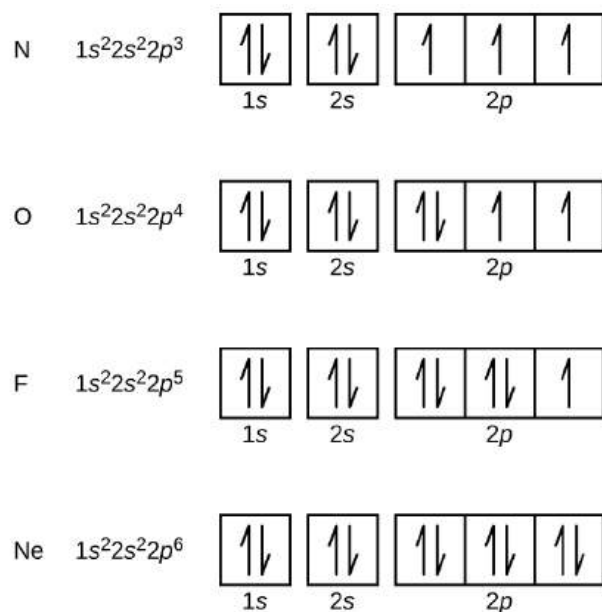 N 1s²2s²2p³
1s 2s 2p
O 1s²2s²2p⁴
1s 2s 2p
F 1s²2s²2p⁵
1s 2s 2p
Ne 1s²2s²2p⁶
1s 2s 2p